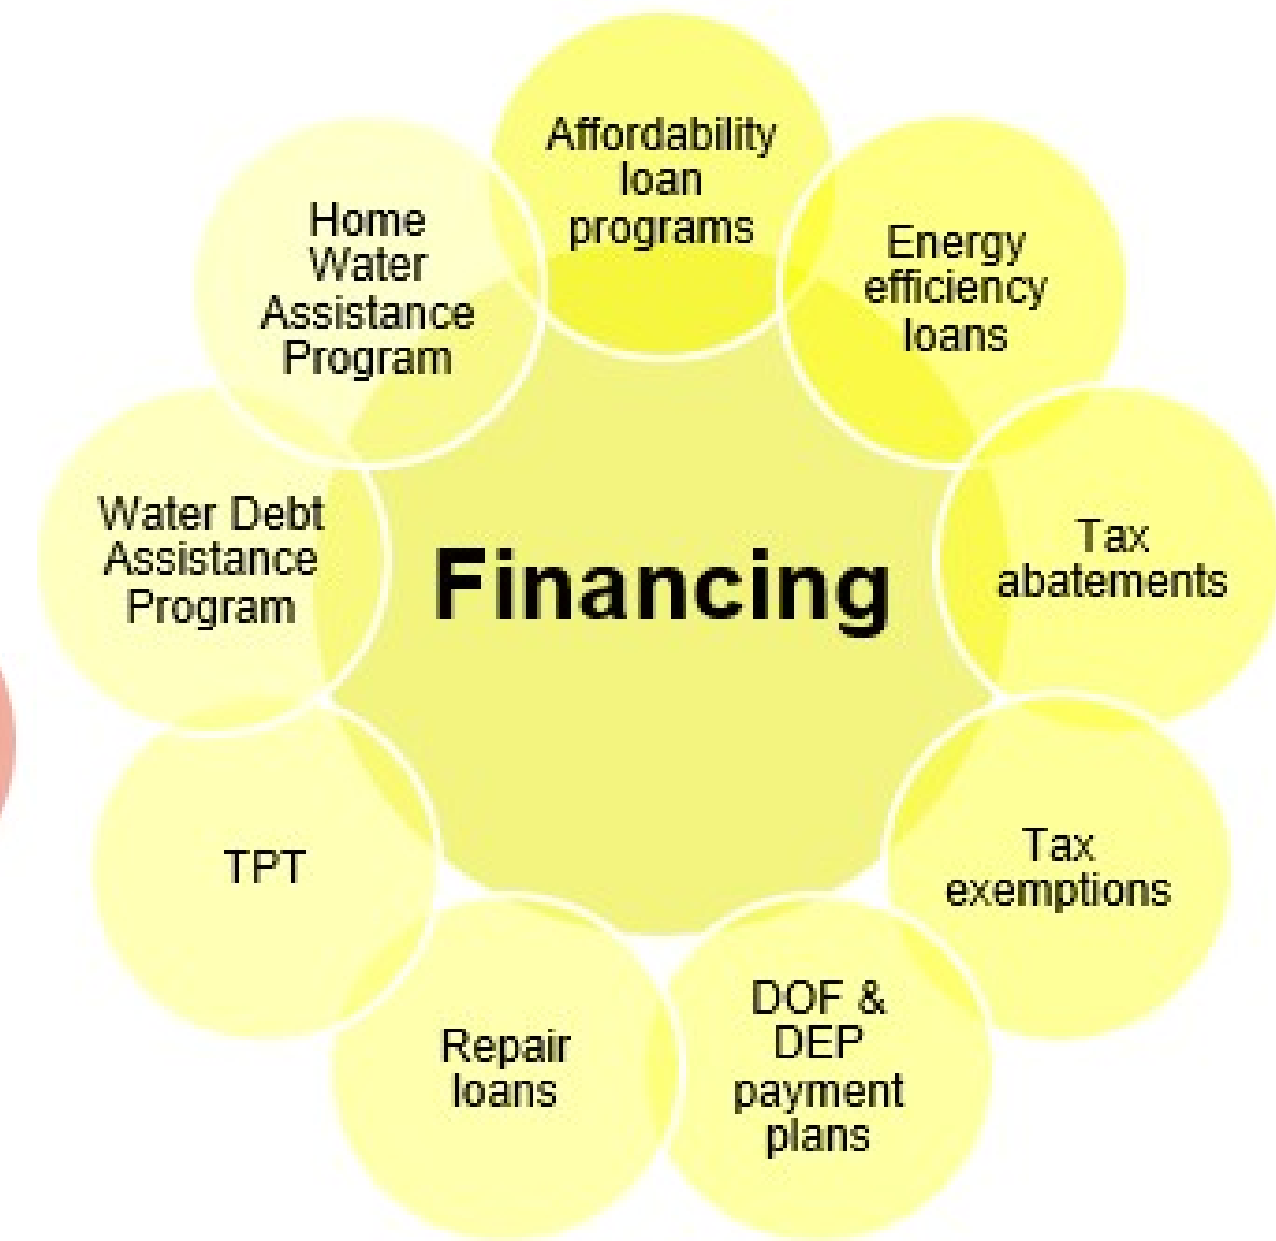 Affordability
loan
programs
Energy
efficiency
loans
Tax
abatements
Tax
exemptions
DOF &
DEP
payment
plans
Repair
loans
TPT
Water Debt
Assistance
Program
Home
Water
Assistance
Program
Financing